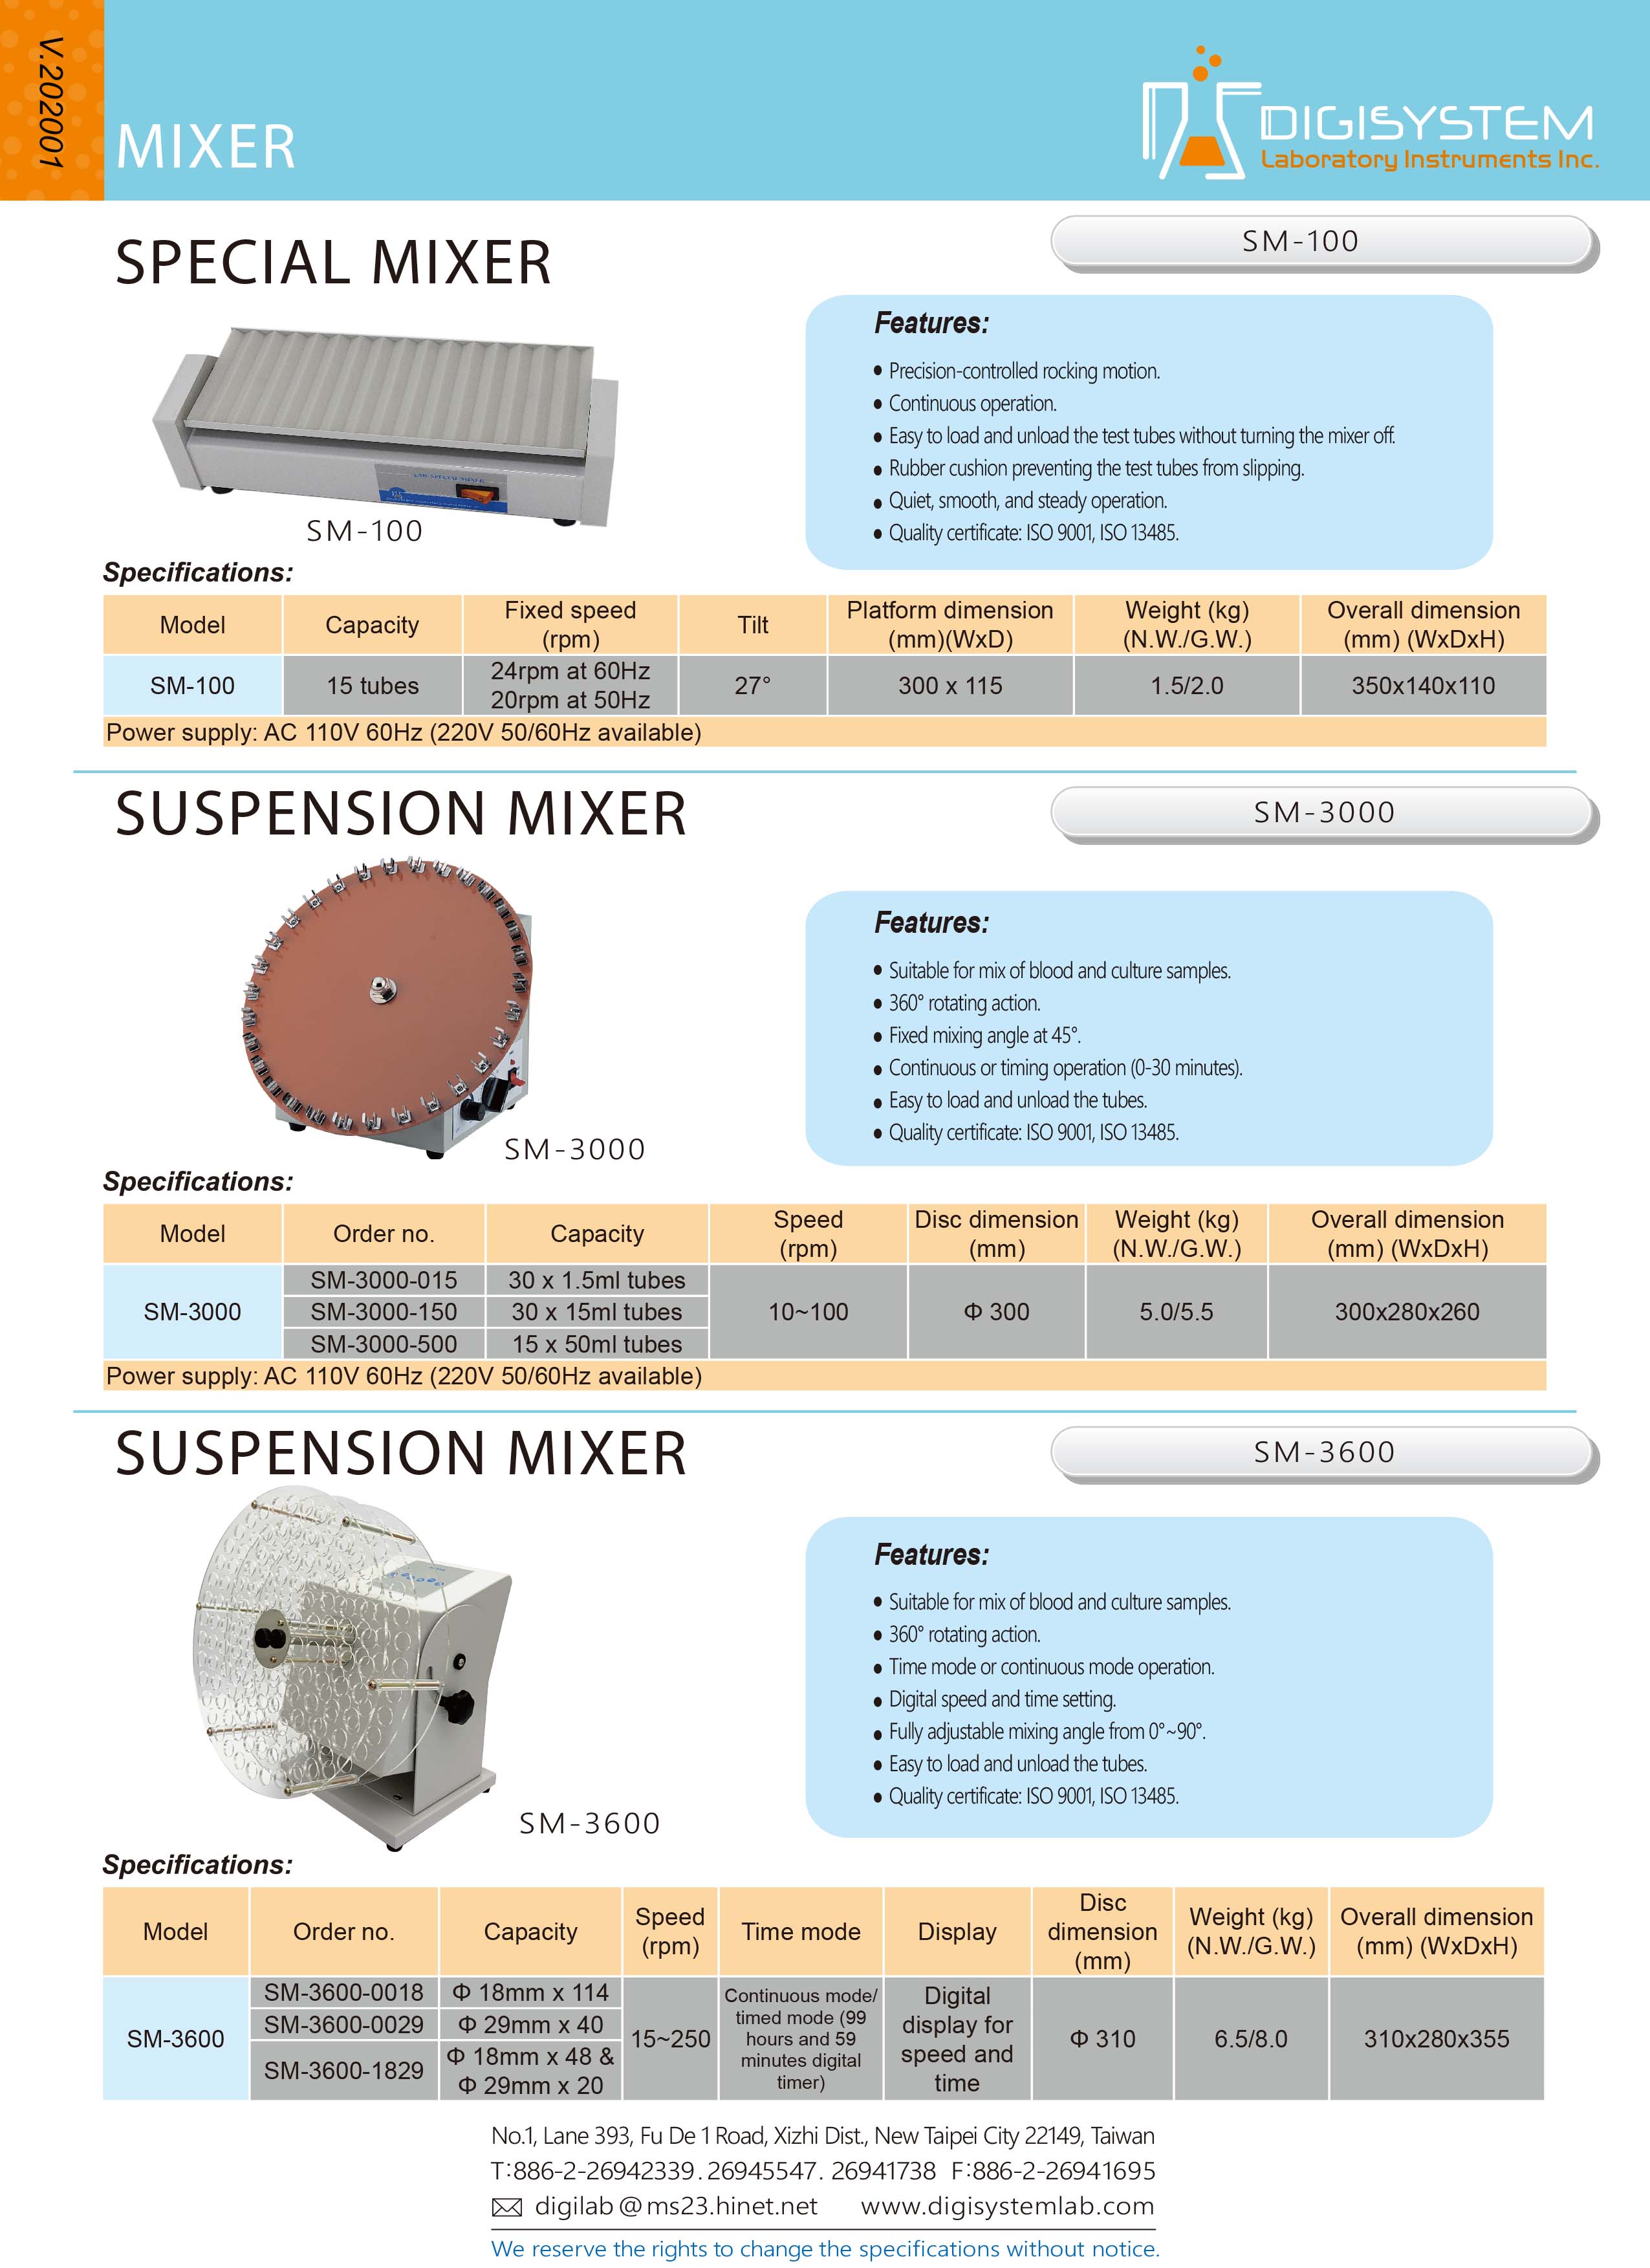 V.202001
MIXER
DIGISYSTEM
Laboratory Instruments Inc.
SPECIAL MIXER
SM-100
Features:
● Precision-controlled rocking motion.
● Continuous operation.
● Easy to load and unload the test tubes without turning the mixer off.
● Rubber cushion preventing the test tubes from slipping.
● Quiet, smooth, and steady operation.
● Quality certificate: ISO 9001, ISO 13485.
LAB SPECIAL MIXER
SM-100
Specifications:
Model Capacity Fixed speed (rpm) Tilt Platform dimension (mm)(WxD) Weight (kg) (N.W./G.W.) Overall dimension (mm) (WxDxH)
SM-100 15 tubes 24rpm at 60Hz 20rpm at 50Hz 27° 300 x 115 1.5/2.0 350x140x110
Power supply: AC 110V 60Hz (220V 50/60Hz available)
SUSPENSION MIXER
SM-3000
Features:
● Suitable for mix of blood and culture samples.
● 360° rotating action.
● Fixed mixing angle at 45°.
● Continuous or timing operation (0-30 minutes).
● Easy to load and unload the tubes.
● Quality certificate: ISO 9001, ISO 13485.
SM-3000
Specifications:
Model Order no. Capacity Speed (rpm) Disc dimension (mm) Weight (kg) (N.W./G.W.) Overall dimension (mm) (WxDxH)
SM-3000 SM-3000-015 30 x 1.5ml tubes 10~100 Φ 300 5.0/5.5 300x280x260
SM-3000-150 30 x 15ml tubes
SM-3000-500 15 x 50ml tubes
Power supply: AC 110V 60Hz (220V 50/60Hz available)
SUSPENSION MIXER
SM-3600
Features:
● Suitable for mix of blood and culture samples.
● 360° rotating action.
● Time mode or continuous mode operation.
● Digital speed and time setting.
● Fully adjustable mixing angle from 0°~90°.
● Easy to load and unload the tubes.
● Quality certificate: ISO 9001, ISO 13485.
SM-3600
Specifications:
Model Order no. Capacity Speed (rpm) Time mode Display Disc dimension (mm) Weight (kg) (N.W./G.W.) Overall dimension (mm) (WxDxH)
SM-3600 SM-3600-0018 Φ 18mm x 114 15~250 Continuous mode/ timed mode (99 hours and 59 minutes digital timer) Digital display for speed and time Φ 310 6.5/8.0 310x280x355
SM-3600-0029 Φ 29mm x 40
SM-3600-1829 Φ 18mm x 48 & Φ 29mm x 20
No.1, Lane 393, Fu De 1 Road, Xizhi Dist., New Taipei City 22149, Taiwan
T:886-2-26942339. 26945547. 26941738 F:886-2-26941695
digilab@ms23.hinet.net www.digisystemlab.com
We reserve the rights to change the specifications without notice.